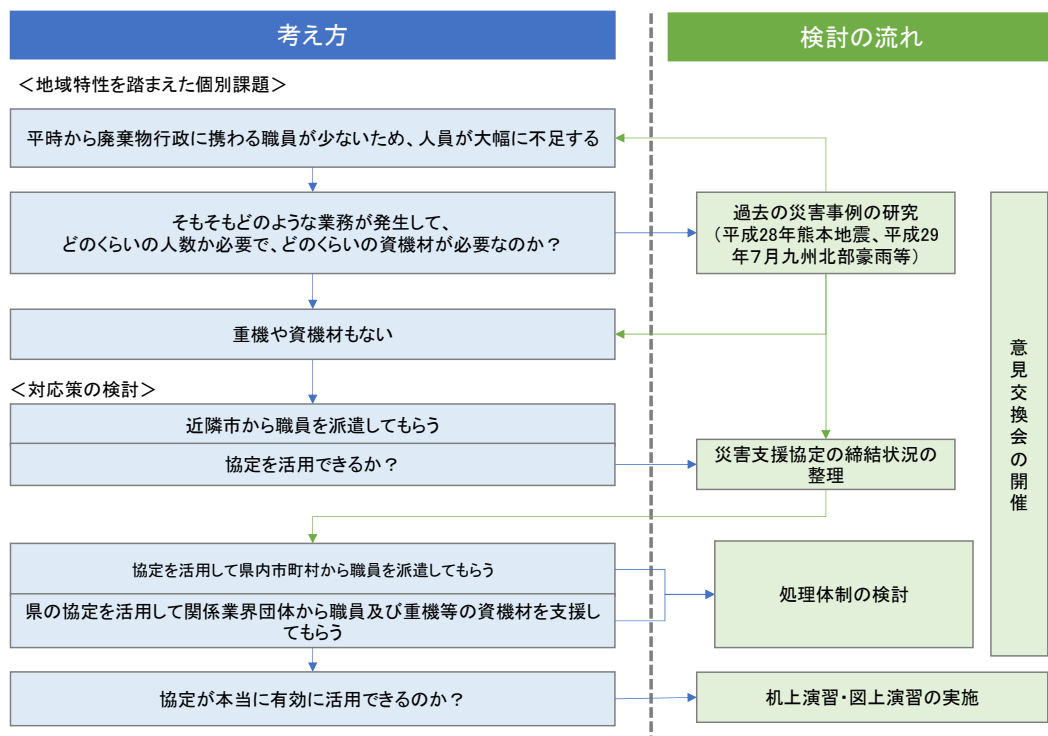 考え方
検討の流れ
＜地域特性を踏まえた個別課題＞
平時から廃棄物行政に携わる職員が少ないため、人員が大幅に不足する
そもそもどのような業務が発生して、
どのくらいの人数か必要で、どのくらいの資機材が必要なのか？
過去の災害事例の研究
（平成28年熊本地震、平成29
年７月九州北部豪雨等）
重機や資機材もない
＜対応策の検討＞
近隣市から職員を派遣してもらう
協定を活用できるか？
災害支援協定の締結状況の
整理
協定を活用して県内市町村から職員を派遣してもらう
県の協定を活用して関係業界団体から職員及び重機等の資機材を支援し
てもらう
処理体制の検討
協定が本当に有効に活用できるのか？
机上演習・図上演習の実施
意見交換会の開催